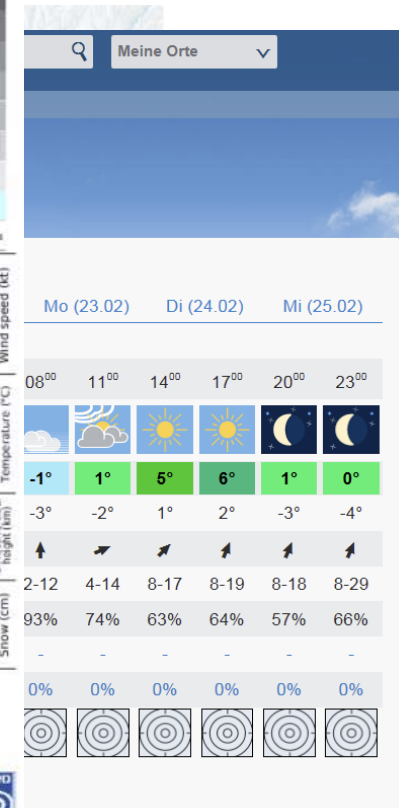 Meine Orte
Mo (23.02) Di (24.02) Mi (25.02)
08⁰⁰ 11⁰⁰ 14⁰⁰ 17⁰⁰ 20⁰⁰ 23⁰⁰
-1° 1° 5° 6° 1° 0°
-3° -2° 1° 2° -3° -4°
2-12 4-14 8-17 8-19 8-18 8-29
93% 74% 63% 64% 57% 66%
- - - - - -
0% 0% 0% 0% 0% 0%
Wind speed (kt)
Temperature (°C)
height (km)
Snow (cm)